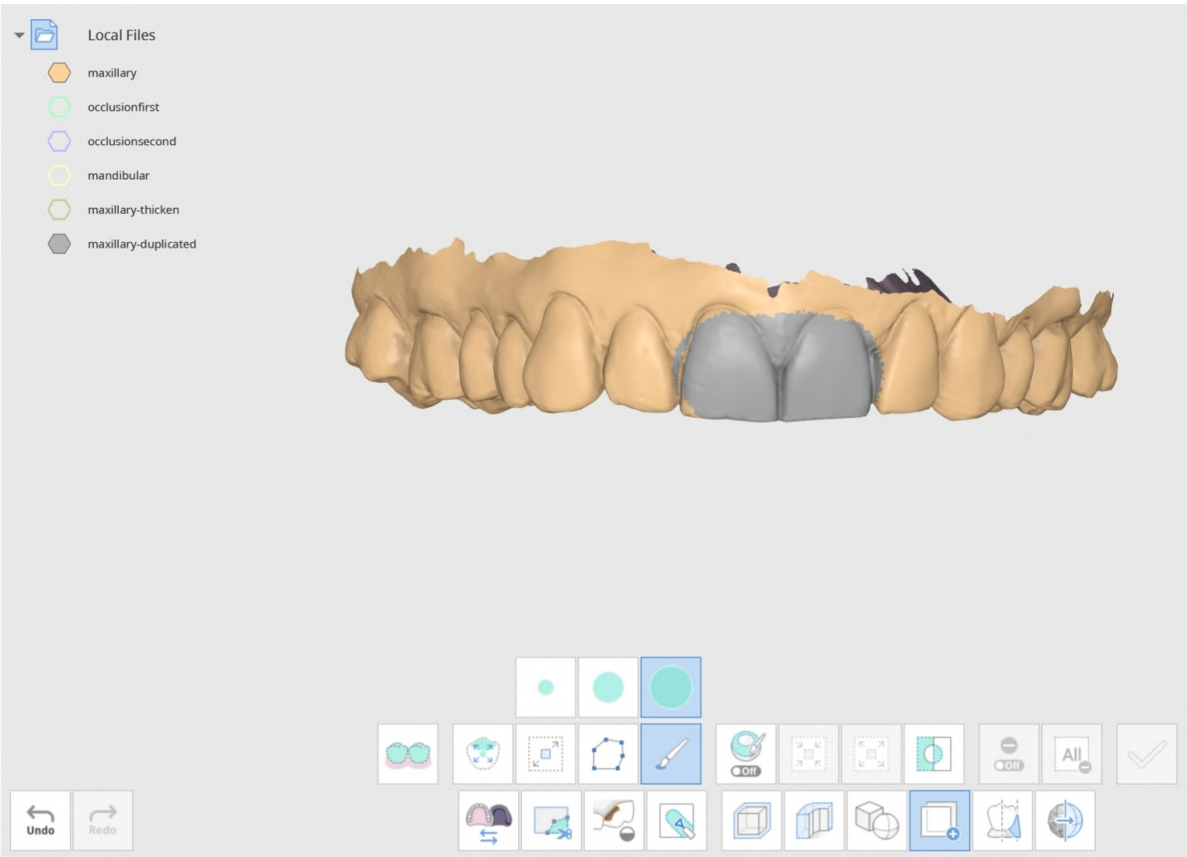 Local Files
maxillary
occlusionfirst
occlusionsecond
mandibular
maxillary-thicken
maxillary-duplicated
Off
Off
All
Undo
Redo